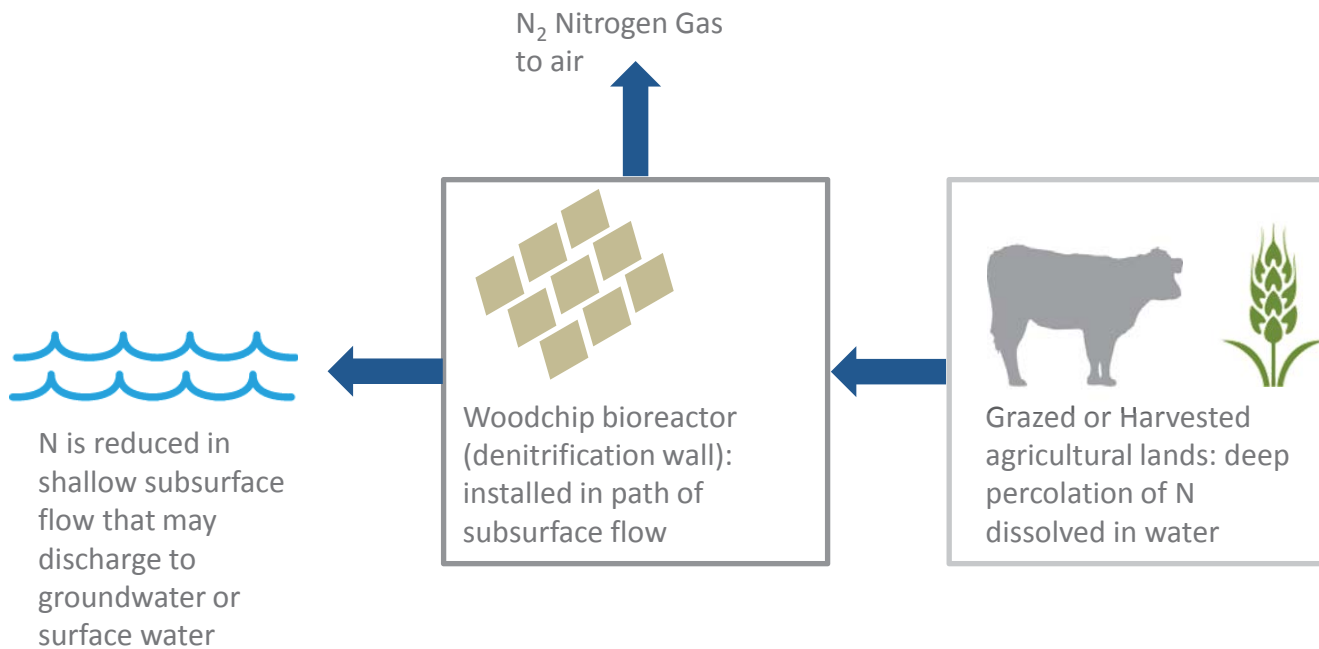 N₂ Nitrogen Gas
to air
Woodchip bioreactor
(denitrification wall):
installed in path of
subsurface flow
Grazed or Harvested
agricultural lands: deep
percolation of N
dissolved in water
N is reduced in
shallow subsurface
flow that may
discharge to
groundwater or
surface water